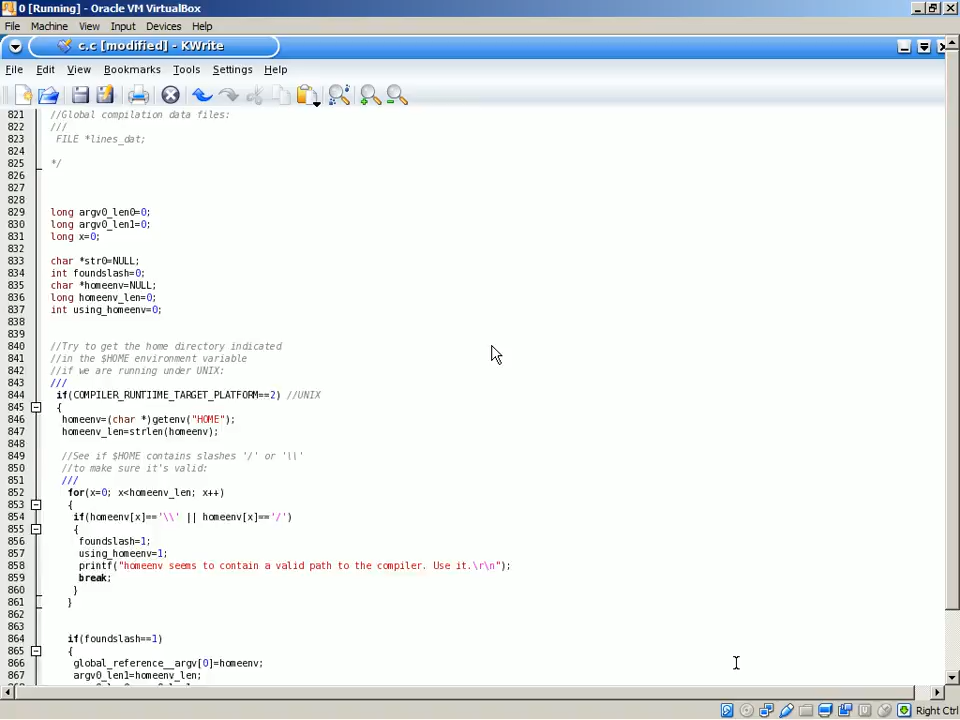 0 [Running] - Oracle VM VirtualBox
File Machine View Input Devices Help
c.c [modified] - KWrite
File Edit View Bookmarks Tools Settings Help
821 //Global compilation data files:
822 ///
823 FILE *lines_dat;
824
825 */
826
827
828
829 long argv0_len0=0;
830 long argv0_len1=0;
831 long x=0;
832
833 char *str0=NULL;
834 int foundslash=0;
835 char *homeenv=NULL;
836 long homeenv_len=0;
837 int using_homeenv=0;
838
839
840 //Try to get the home directory indicated
841 //in the $HOME environment variable
842 //if we are running under UNIX:
843 ///
844 if(COMPILER_RUNTIIME_TARGET_PLATFORM==2) //UNIX
845 {
846 homeenv=(char *)getenv("HOME");
847 homeenv_len=strlen(homeenv);
848
849 //See if $HOME contains slashes '/' or '\\'
850 //to make sure it's valid:
851 ///
852 for(x=0; x<homeenv_len; x++)
853 {
854 if(homeenv[x]=='\\' || homeenv[x]=='/')
855 {
856 foundslash=1;
857 using_homeenv=1;
858 printf("homeenv seems to contain a valid path to the compiler. Use it.\r\n");
859 break;
860 }
861 }
862
863
864 if(foundslash==1)
865 {
866 global_reference__argv[0]=homeenv;
867 argv0_len1=homeenv_len;
Right Ctrl